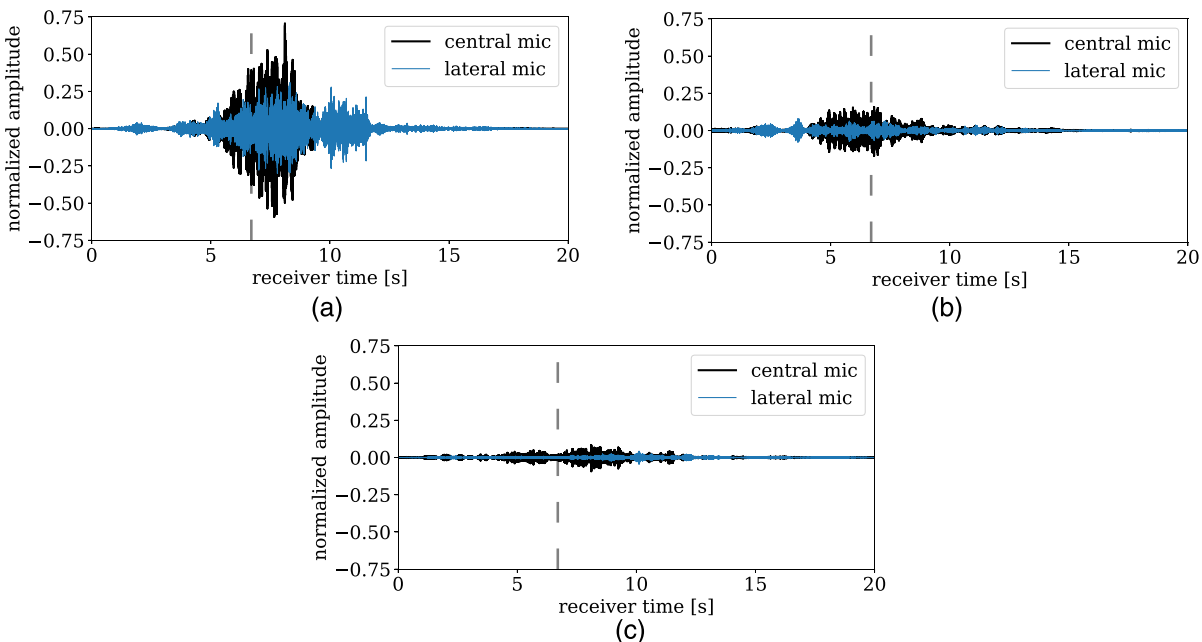 0.75
0.50
0.25
0.00
−0.25
−0.50
−0.75
normalized amplitude
central mic
lateral mic
0 5 10 15 20
receiver time [s]
(a)
0.75
0.50
0.25
0.00
−0.25
−0.50
−0.75
normalized amplitude
central mic
lateral mic
0 5 10 15 20
receiver time [s]
(b)
0.75
0.50
0.25
0.00
−0.25
−0.50
−0.75
normalized amplitude
central mic
lateral mic
0 5 10 15 20
receiver time [s]
(c)